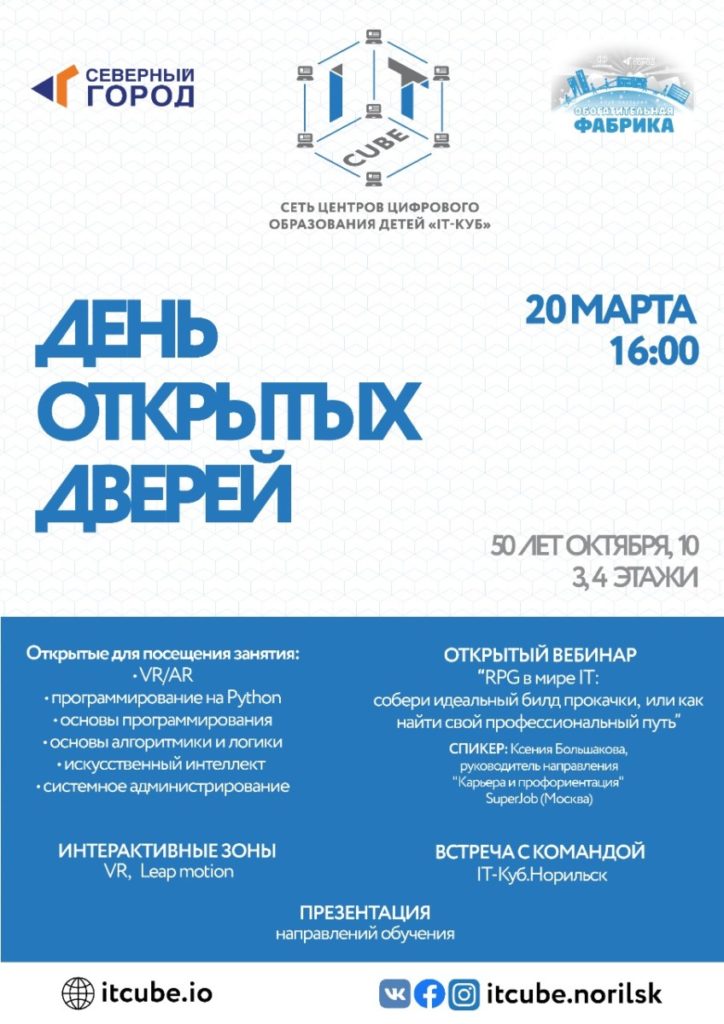 СЕВЕРНЫЙ
ГОРОД
IT
CUBE
ОБОГАТИТЕЛЬНАЯ
ФАБРИКА
СЕТЬ ЦЕНТРОВ ЦИФРОВОГО
ОБРАЗОВАНИЯ ДЕТЕЙ «IT-КУБ»
ДЕНЬ
ОТКРЫТЫХ
ДВЕРЕЙ
20 МАРТА
16:00
50 ЛЕТ ОКТЯБРЯ, 10
3, 4 ЭТАЖИ
Открытые для посещения занятия:
• VR/AR
• программирование на Python
• основы программирования
• основы алгоритмики и логики
• искусственный интеллект
• системное администрирование
ОТКРЫТЫЙ ВЕБИНАР
“RPG в мире IT:
собери идеальный билд прокачки, или как
найти свой профессиональный путь”
СПИКЕР: Ксения Большакова,
руководитель направления
"Карьера и профориентация"
SuperJob (Москва)
ИНТЕРАКТИВНЫЕ ЗОНЫ
VR, Leap motion
ВСТРЕЧА С КОМАНДОЙ
IT-Куб.Норильск
ПРЕЗЕНТАЦИЯ
направлений обучения
itcube.io
itcube.norilsk